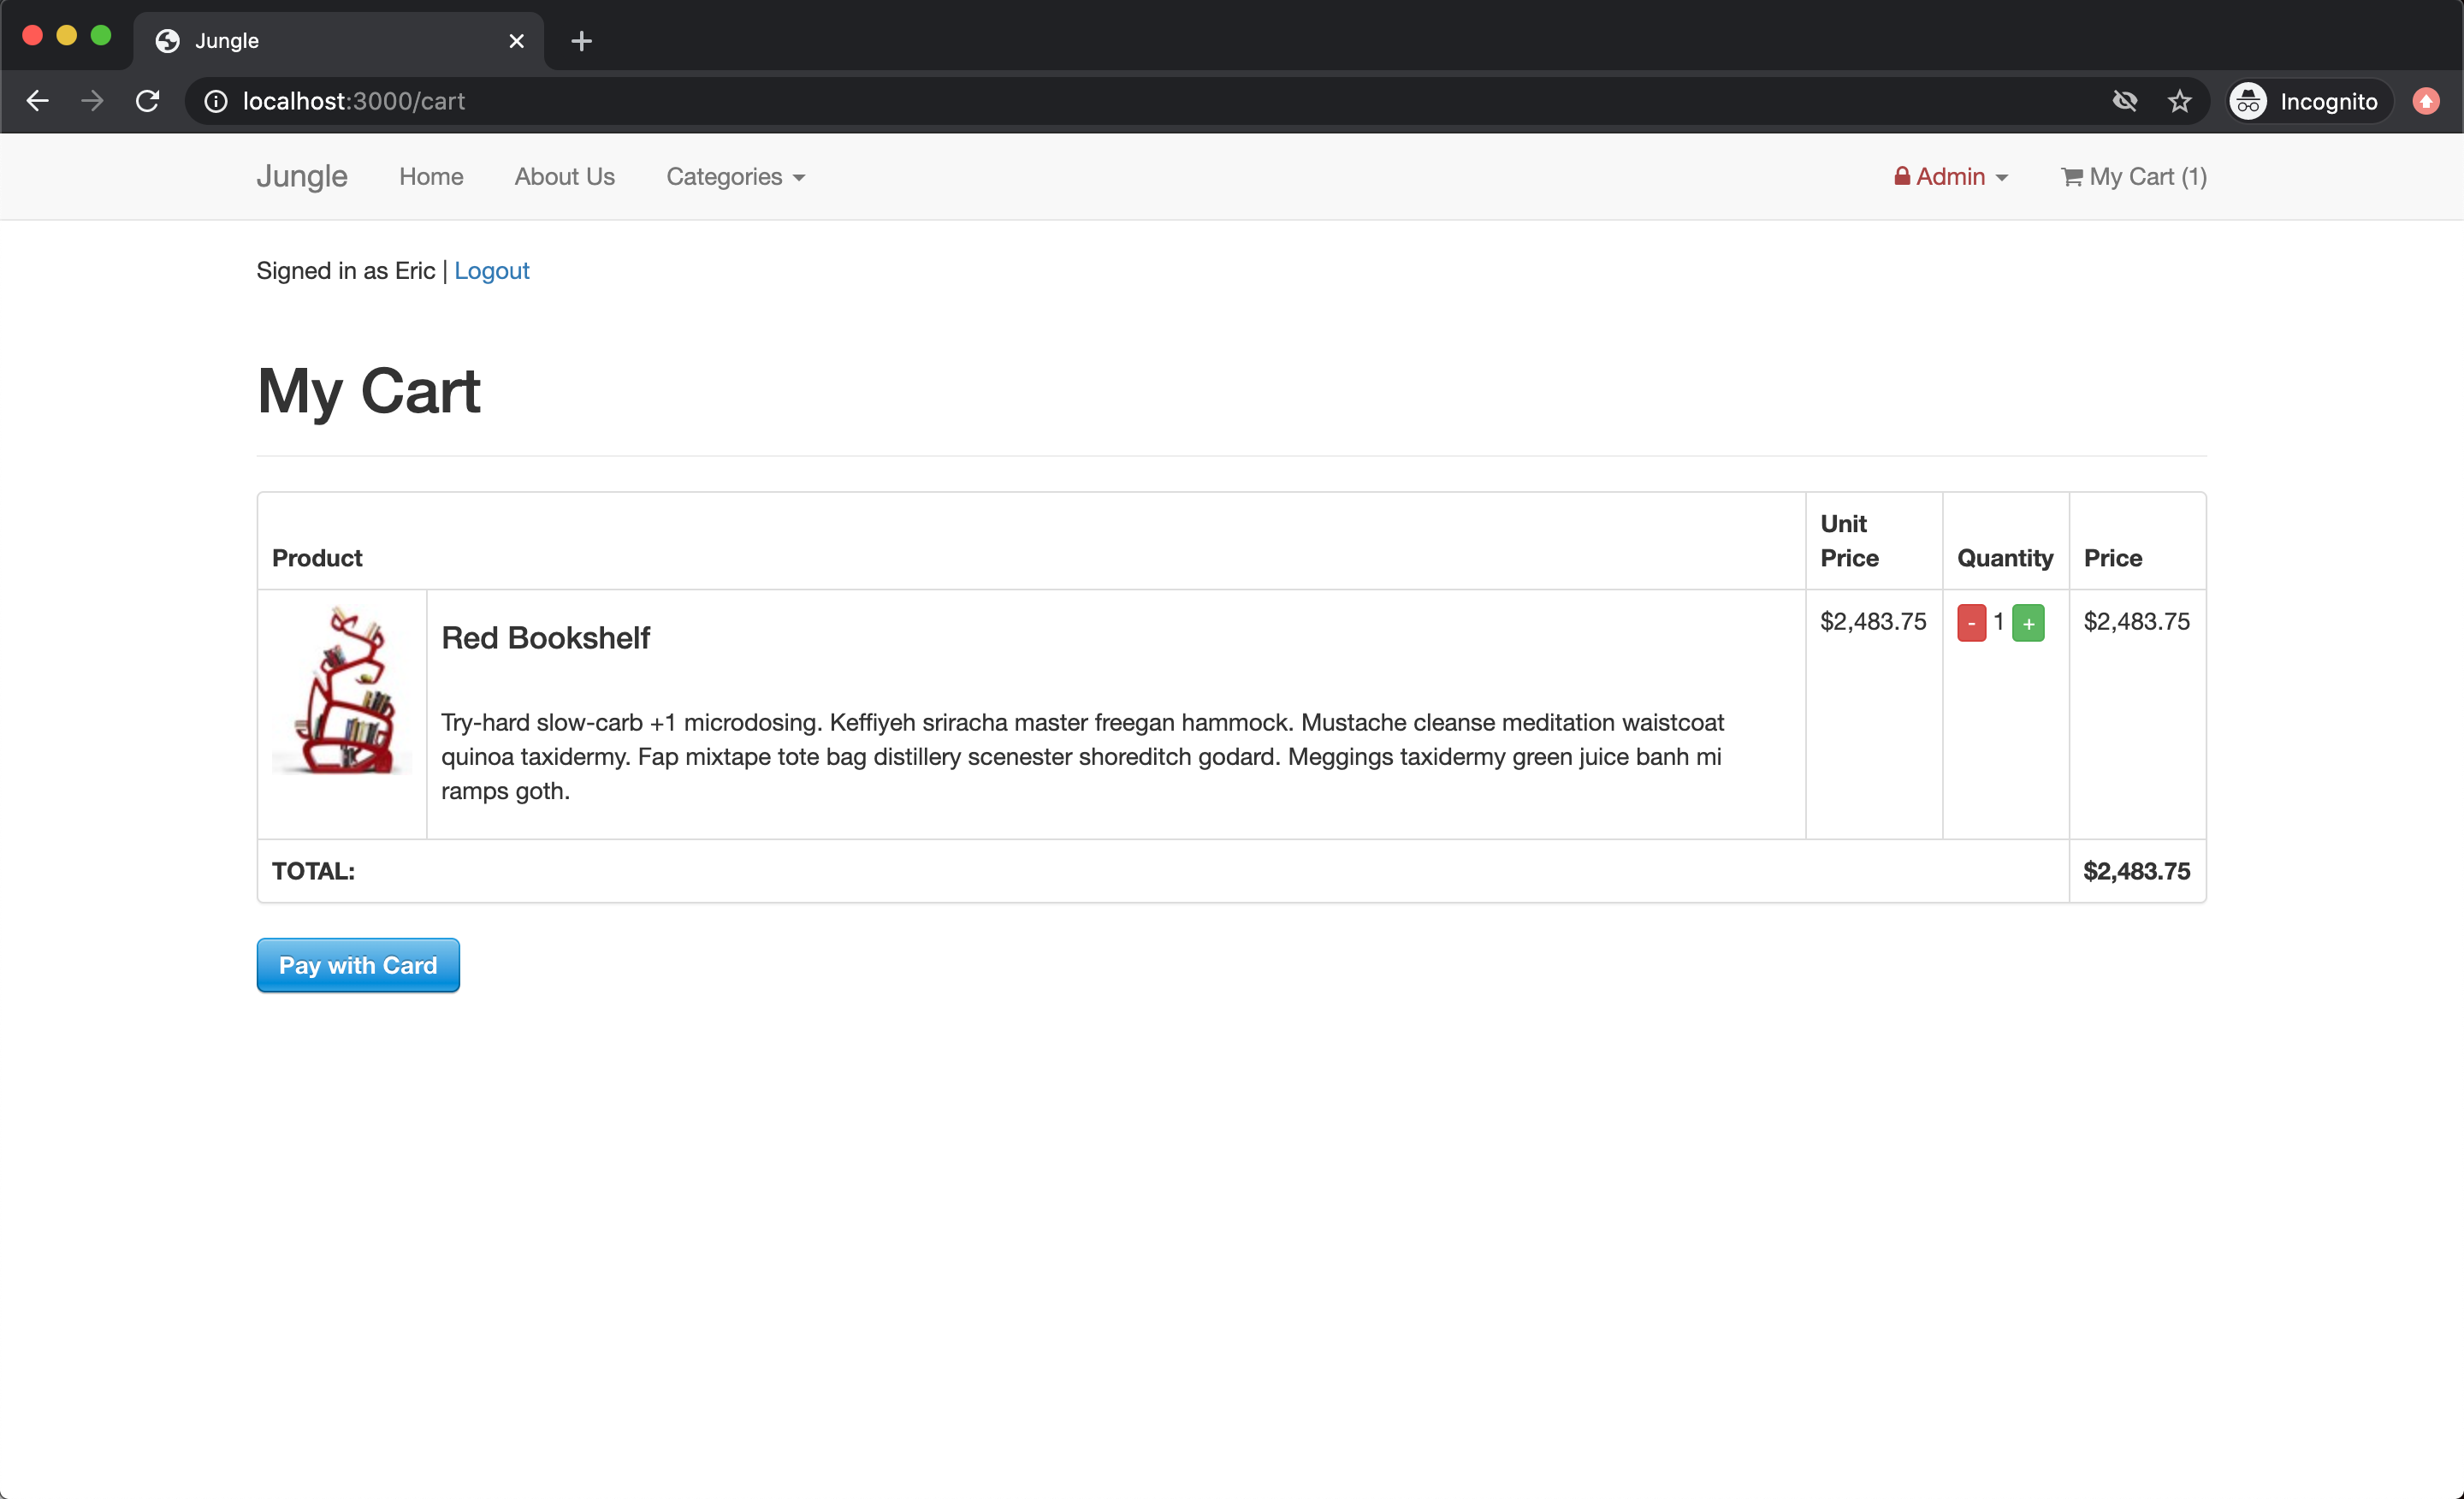 Jungle
localhost:3000/cart
Incognito
Jungle Home About Us Categories Admin My Cart (1)
Signed in as Eric | Logout
My Cart
Product Unit Price Quantity Price
Red Bookshelf
$2,483.75 - 1 + $2,483.75
Try-hard slow-carb +1 microdosing. Keffiyeh sriracha master freegan hammock. Mustache cleanse meditation waistcoat
quinoa taxidermy. Fap mixtape tote bag distillery scenester shoreditch godard. Meggings taxidermy green juice banh mi
ramps goth.
TOTAL: $2,483.75
Pay with Card